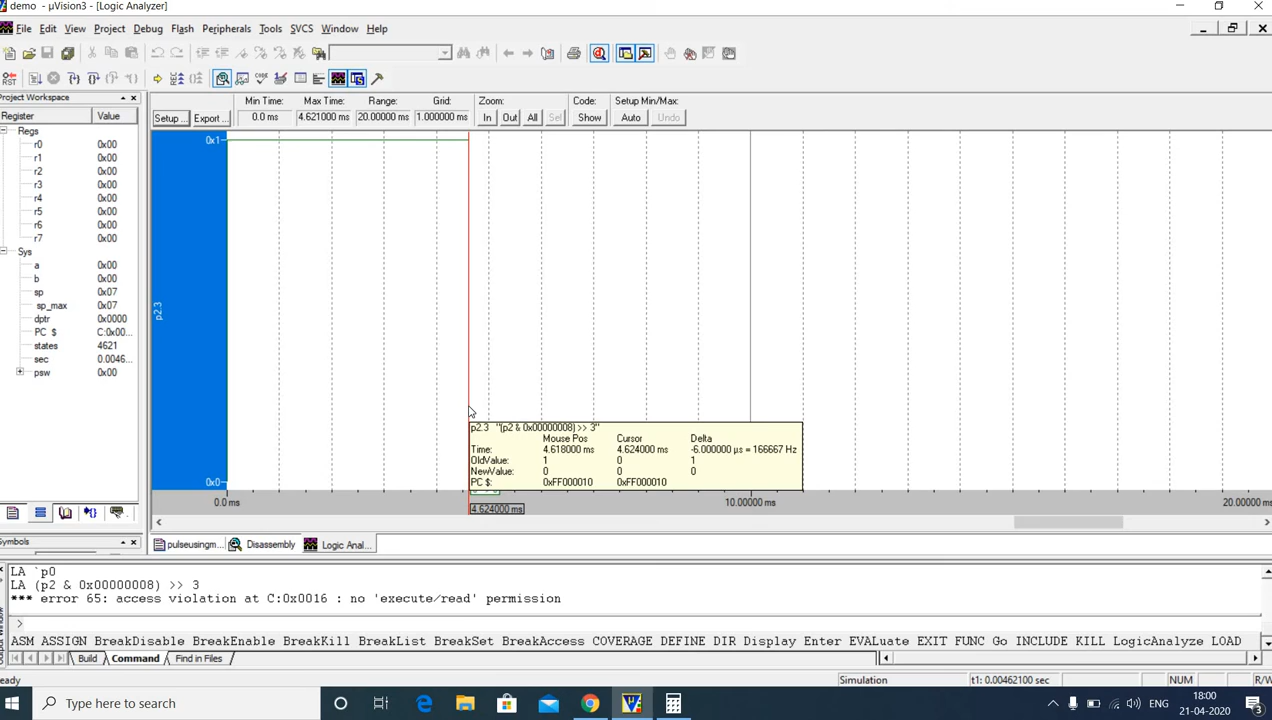 demo - µVision3 - [Logic Analyzer]
File Edit View Project Debug Flash Peripherals Tools SVCS Window Help
Project Workspace
Register Value
Regs
r0 0x00
r1 0x00
r2 0x00
r3 0x00
r4 0x00
r5 0x00
r6 0x00
r7 0x00
Sys
a 0x00
b 0x00
sp 0x07
sp_max 0x07
dptr 0x0000
PC $ C:0x00...
states 4621
sec 0.0046...
psw 0x00
Symbols
Min Time: Max Time: Range: Grid: Zoom: Code: Setup Min/Max:
Setup... Export... 0.0 ms 4.621000 ms 20.00000 ms 1.000000 ms In Out All Sel Show Auto Undo
0x1
p2.3
0x0
p2.3 "(p2 & 0x00000008) >> 3"
Mouse Pos Cursor Delta
Time: 4.618000 ms 4.624000 ms -6.000000 µs = 166667 Hz
OldValue: 1 0 1
NewValue: 0 0 0
PC $: 0xFF000010 0xFF000010
0.0 ms 4.624000 ms 10.00000 ms 20.00000 ms
pulseusingm... Disassembly Logic Anal...
LA `p0
LA (p2 & 0x00000008) >> 3
*** error 65: access violation at C:0x0016 : no 'execute/read' permission
>
ASM ASSIGN BreakDisable BreakEnable BreakKill BreakList BreakSet BreakAccess COVERAGE DEFINE DIR Display Enter EVALuate EXIT FUNC Go INCLUDE KILL LogicAnalyze LOAD
Build Command Find in Files
eady Simulation t1: 0.00462100 sec NUM R/W
Type here to search
ENG 18:00
21-04-2020
3